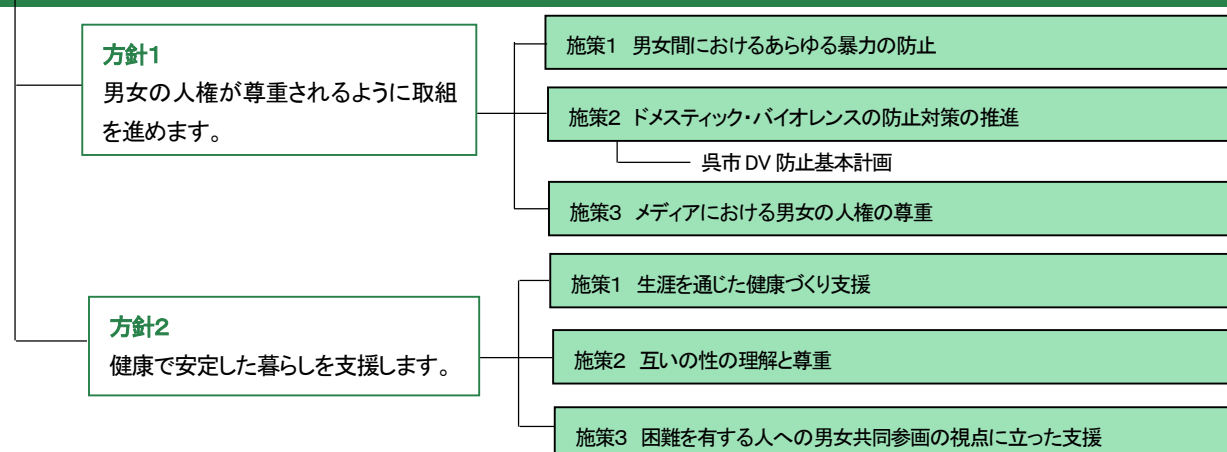 方針1
男女の人権が尊重されるように取組
を進めます。
施策1 男女間におけるあらゆる暴力の防止
施策2 ドメスティック・バイオレンスの防止対策の推進
呉市 DV 防止基本計画
施策3 メディアにおける男女の人権の尊重
方針2
健康で安定した暮らしを支援します。
施策1 生涯を通じた健康づくり支援
施策2 互いの性の理解と尊重
施策3 困難を有する人への男女共同参画の視点に立った支援